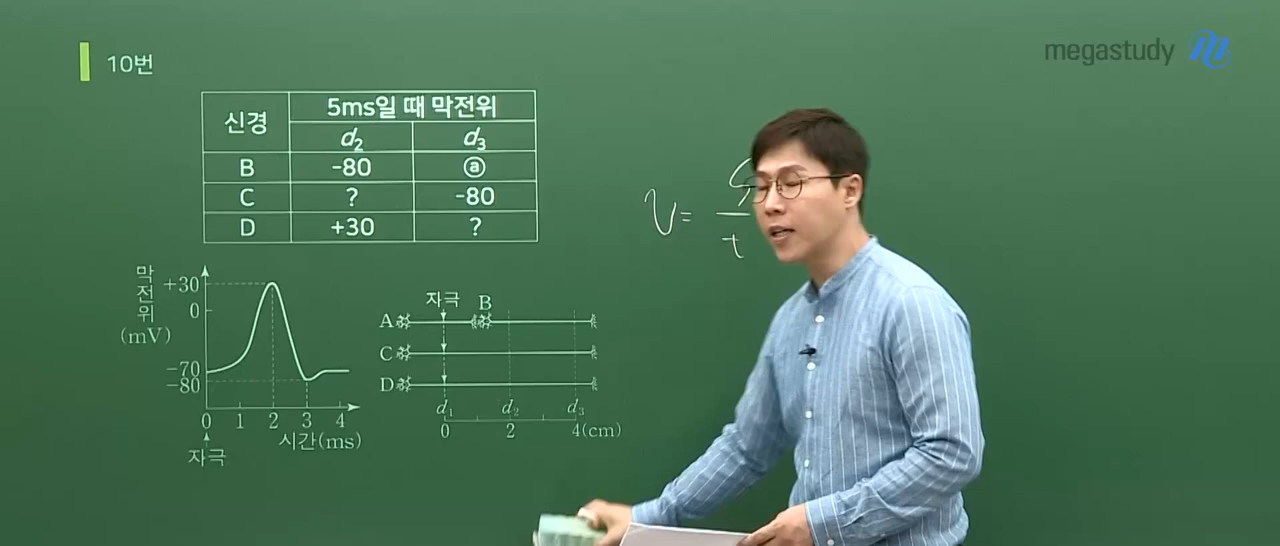 10번
megastudy
신경 5ms일 때 막전위
d₂ d₃
B -80 ⓐ
C ? -80
D +30 ?
막전위(mV)
+30
0
-70
-80
0 1 2 3 4
시간(ms)
자극
자극 B
A
C
D
d₁ d₂ d₃
0 2 4(cm)
v=
t